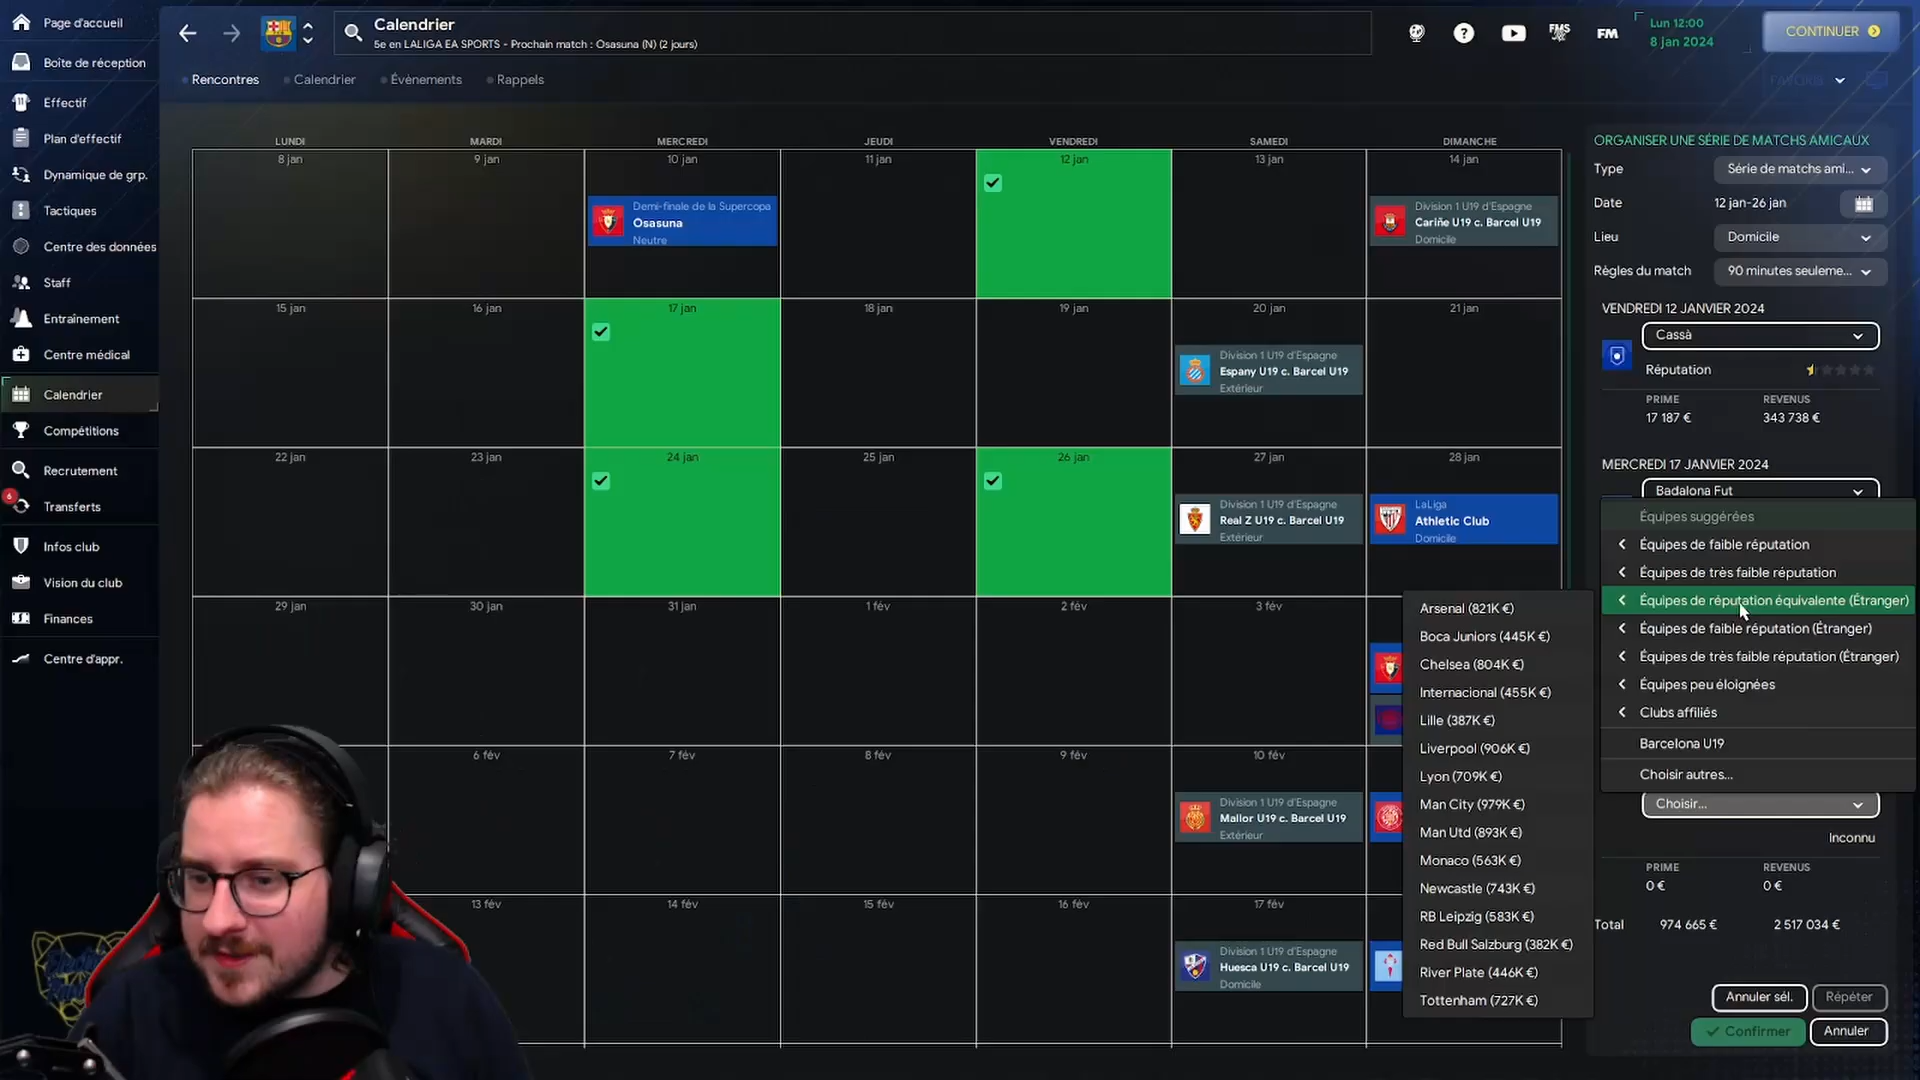 Page d'accueil
Boîte de réception
Effectif
Plan d'effectif
Dynamique de grp.
Tactiques
Centre des données
Staff
Entraînement
Centre médical
Calendrier
Compétitions
Recrutement
6
Transferts
Infos club
Vision du club
Finances
Centre d'appr.
Calendrier
5e en LALIGA EA SPORTS - Prochain match : Osasuna (N) (2 jours)
FMS
FM
Lun 12:00
8 jan 2024
CONTINUER
Rencontres
Calendrier
Évènements
Rappels
FAVORIS
LUNDI
MARDI
MERCREDI
JEUDI
VENDREDI
SAMEDI
DIMANCHE
8 jan
9 jan
10 jan
11 jan
12 jan
13 jan
14 jan
Demi-finale de la Supercopa
Osasuna
Neutre
Division 1 U19 d'Espagne
Cariñe U19 c. Barcel U19
Domicile
15 jan
16 jan
17 jan
18 jan
19 jan
20 jan
21 jan
Division 1 U19 d'Espagne
Espany U19 c. Barcel U19
Extérieur
22 jan
23 jan
24 jan
25 jan
26 jan
27 jan
28 jan
Division 1 U19 d'Espagne
Real Z U19 c. Barcel U19
Extérieur
LaLiga
Athletic Club
Domicile
29 jan
30 jan
31 jan
1 fév
2 fév
3 fév
6 fév
7 fév
8 fév
9 fév
10 fév
Division 1 U19 d'Espagne
Mallor U19 c. Barcel U19
Extérieur
13 fév
14 fév
15 fév
16 fév
17 fév
Division 1 U19 d'Espagne
Huesca U19 c. Barcel U19
Domicile
ORGANISER UNE SÉRIE DE MATCHS AMICAUX
Type
Série de matchs ami...
Date
12 jan-26 jan
Lieu
Domicile
Règles du match
90 minutes seuleme...
VENDREDI 12 JANVIER 2024
Cassà
Réputation
PRIME
REVENUS
17 187 €
343 738 €
MERCREDI 17 JANVIER 2024
Badalona Fut
Équipes suggérées
Équipes de faible réputation
Équipes de très faible réputation
Équipes de réputation équivalente (Étranger)
Équipes de faible réputation (Étranger)
Équipes de très faible réputation (Étranger)
Équipes peu éloignées
Clubs affiliés
Barcelona U19
Choisir autres...
Arsenal (821K €)
Boca Juniors (445K €)
Chelsea (804K €)
Internacional (455K €)
Lille (387K €)
Liverpool (906K €)
Lyon (709K €)
Man City (979K €)
Man Utd (893K €)
Monaco (563K €)
Newcastle (743K €)
RB Leipzig (583K €)
Red Bull Salzburg (382K €)
River Plate (446K €)
Tottenham (727K €)
Choisir...
Inconnu
PRIME
REVENUS
0 €
0 €
Total
974 665 €
2 517 034 €
Annuler sél.
Répéter
Confirmer
Annuler